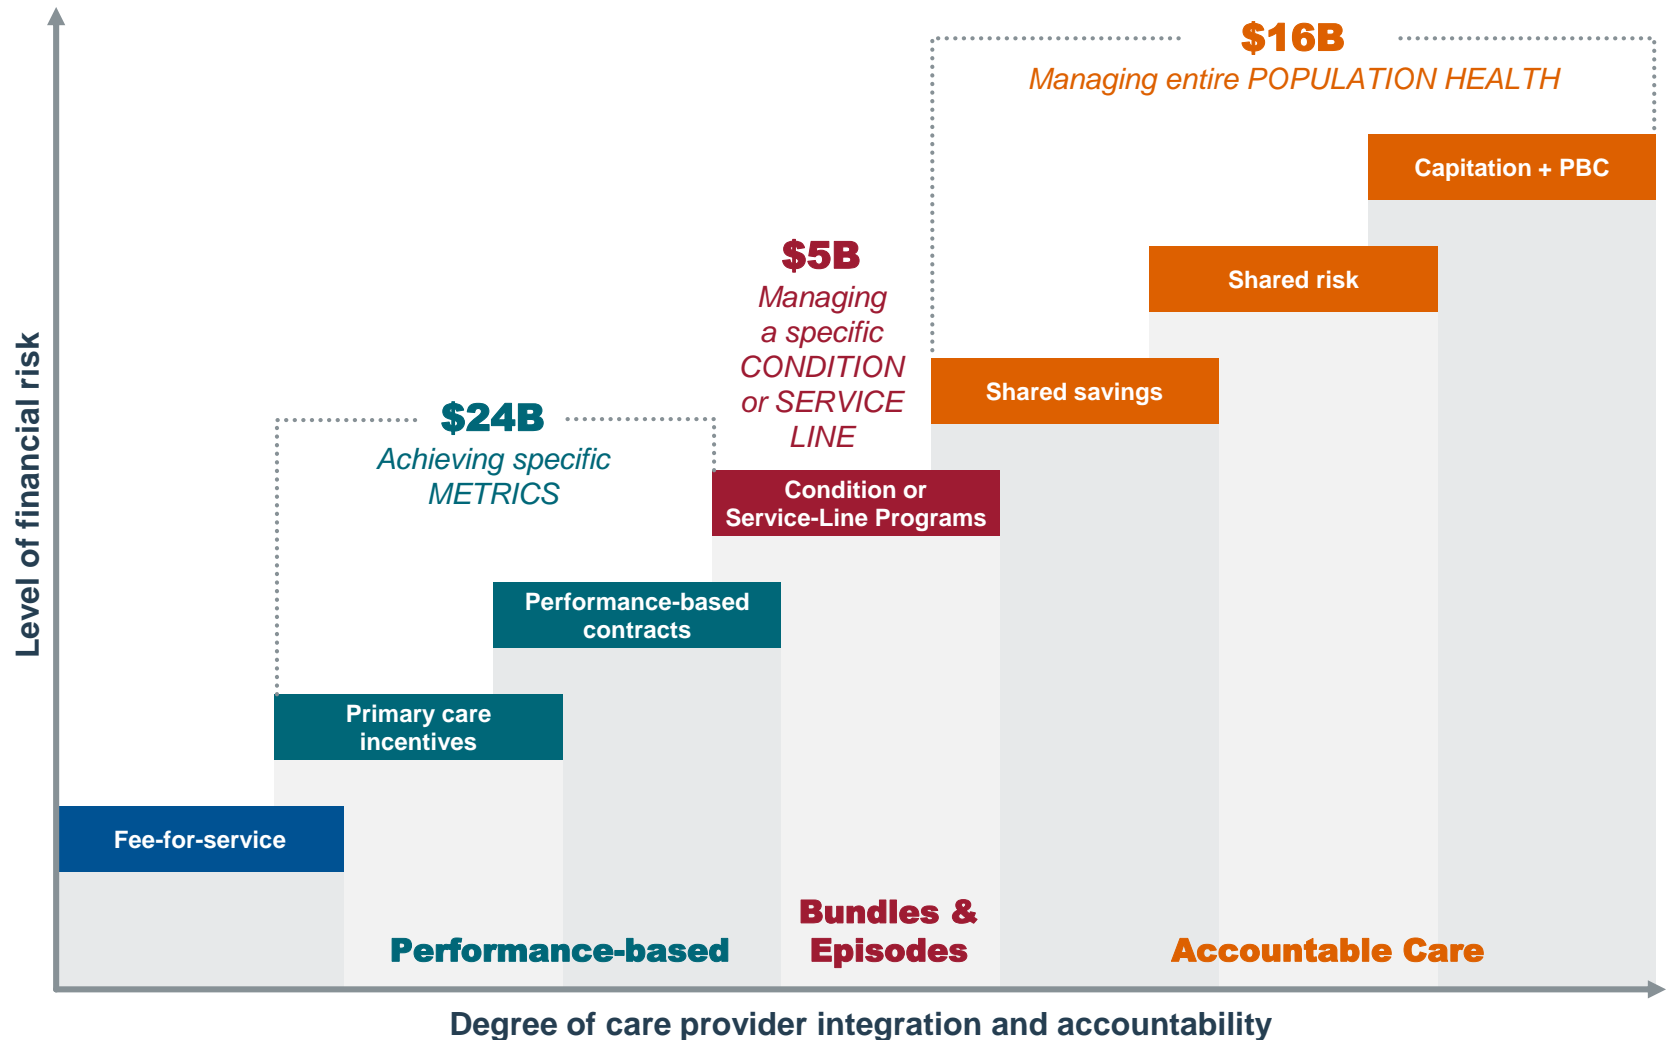 $16B
Managing entire POPULATION HEALTH
Capitation + PBC
$5B
Managing
a specific
CONDITION
or SERVICE
LINE
Shared risk
Shared savings
$24B
Achieving specific
METRICS
Condition or
Service-Line Programs
Performance-based
contracts
Primary care
incentives
Fee-for-service
Level of financial risk
Performance-based
Bundles &
Episodes
Accountable Care
Degree of care provider integration and accountability